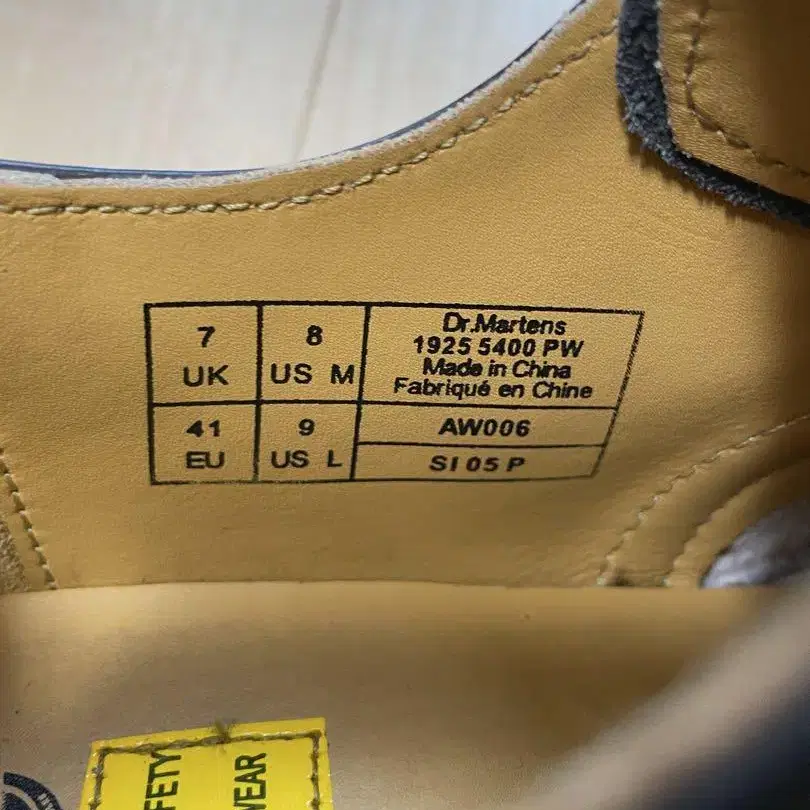 7
UK
8
US M
Dr.Martens
1925 5400 PW
Made in China
Fabriqué en Chine
41
EU
9
US L
AW006
SI 05 P